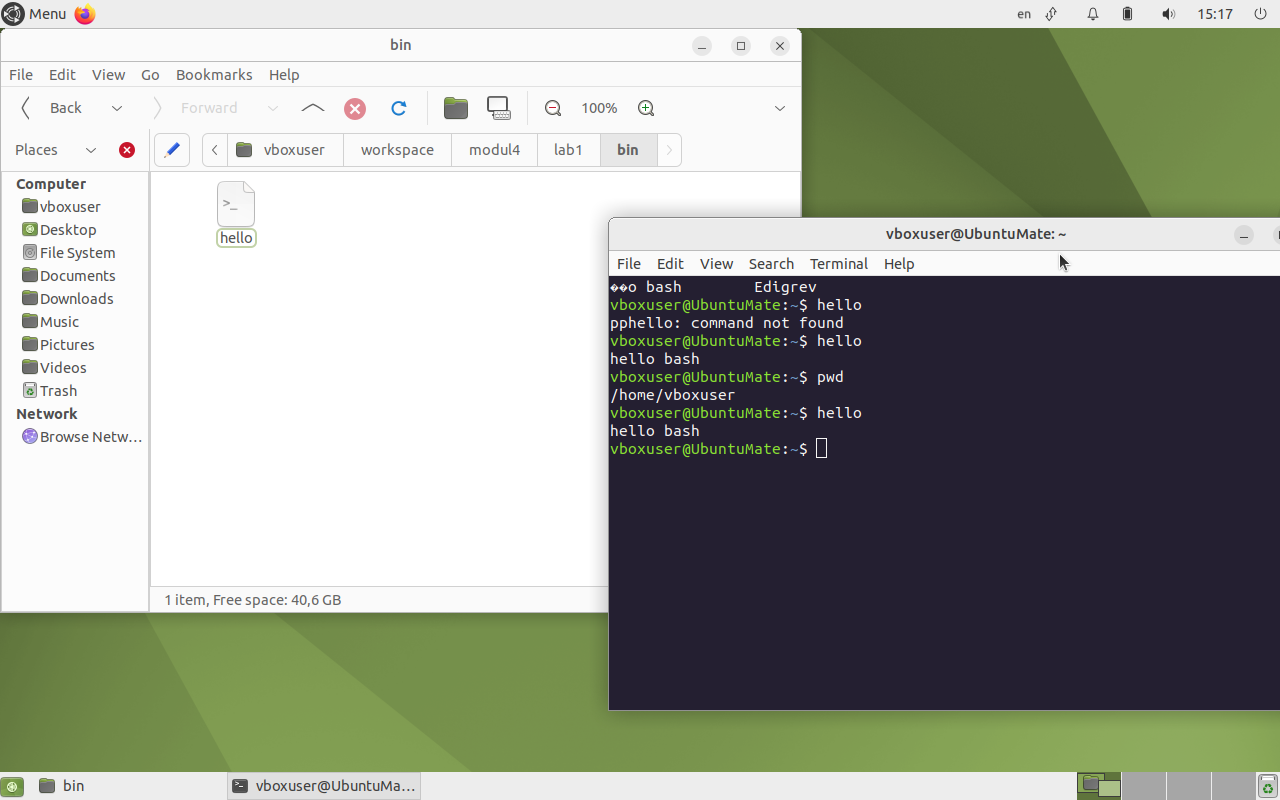 Menu
en
15:17
bin
File Edit View Go Bookmarks Help
Back Forward 100%
Places
vboxuser workspace modul4 lab1 bin
Computer
vboxuser
Desktop
File System
Documents
Downloads
Music
Pictures
Videos
Trash
Network
Browse Netw…
>_
hello
1 item, Free space: 40,6 GB
vboxuser@UbuntuMate: ~
File Edit View Search Terminal Help
��o bash Edigrev
vboxuser@UbuntuMate:~$ hello
pphello: command not found
vboxuser@UbuntuMate:~$ hello
hello bash
vboxuser@UbuntuMate:~$ pwd
/home/vboxuser
vboxuser@UbuntuMate:~$ hello
hello bash
vboxuser@UbuntuMate:~$
bin
vboxuser@UbuntuMa…